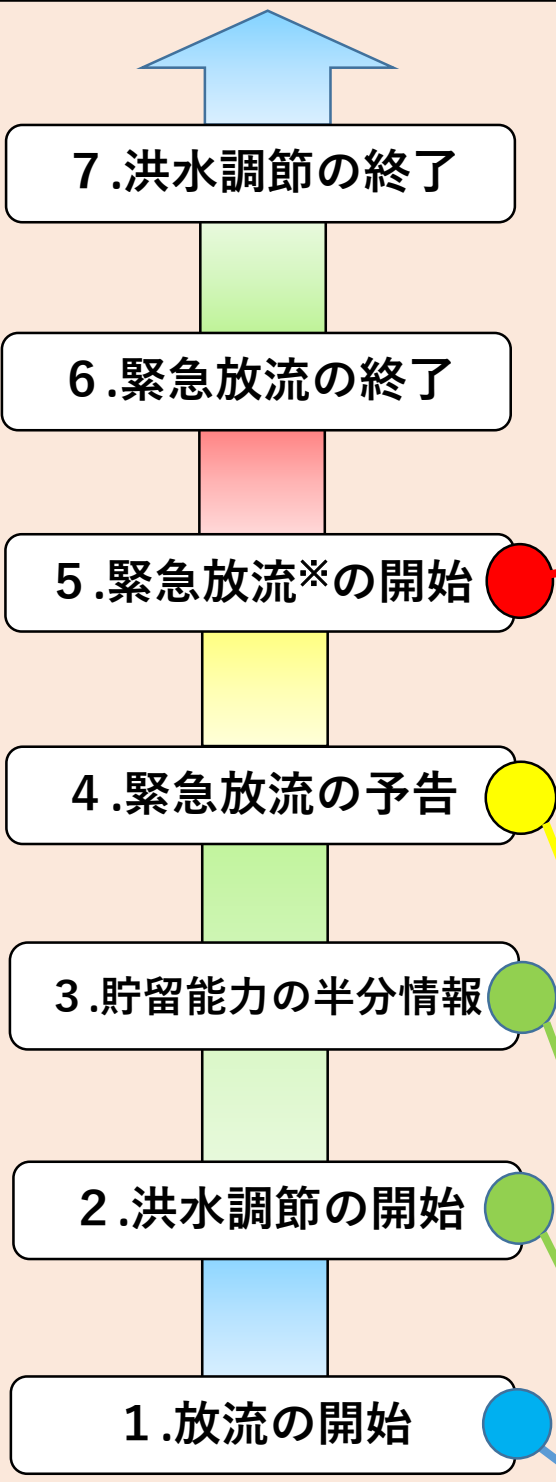 ７.洪水調節の終了
６.緊急放流の終了
５.緊急放流※の開始
４.緊急放流の予告
３.貯留能力の半分情報
２.洪水調節の開始
１.放流の開始